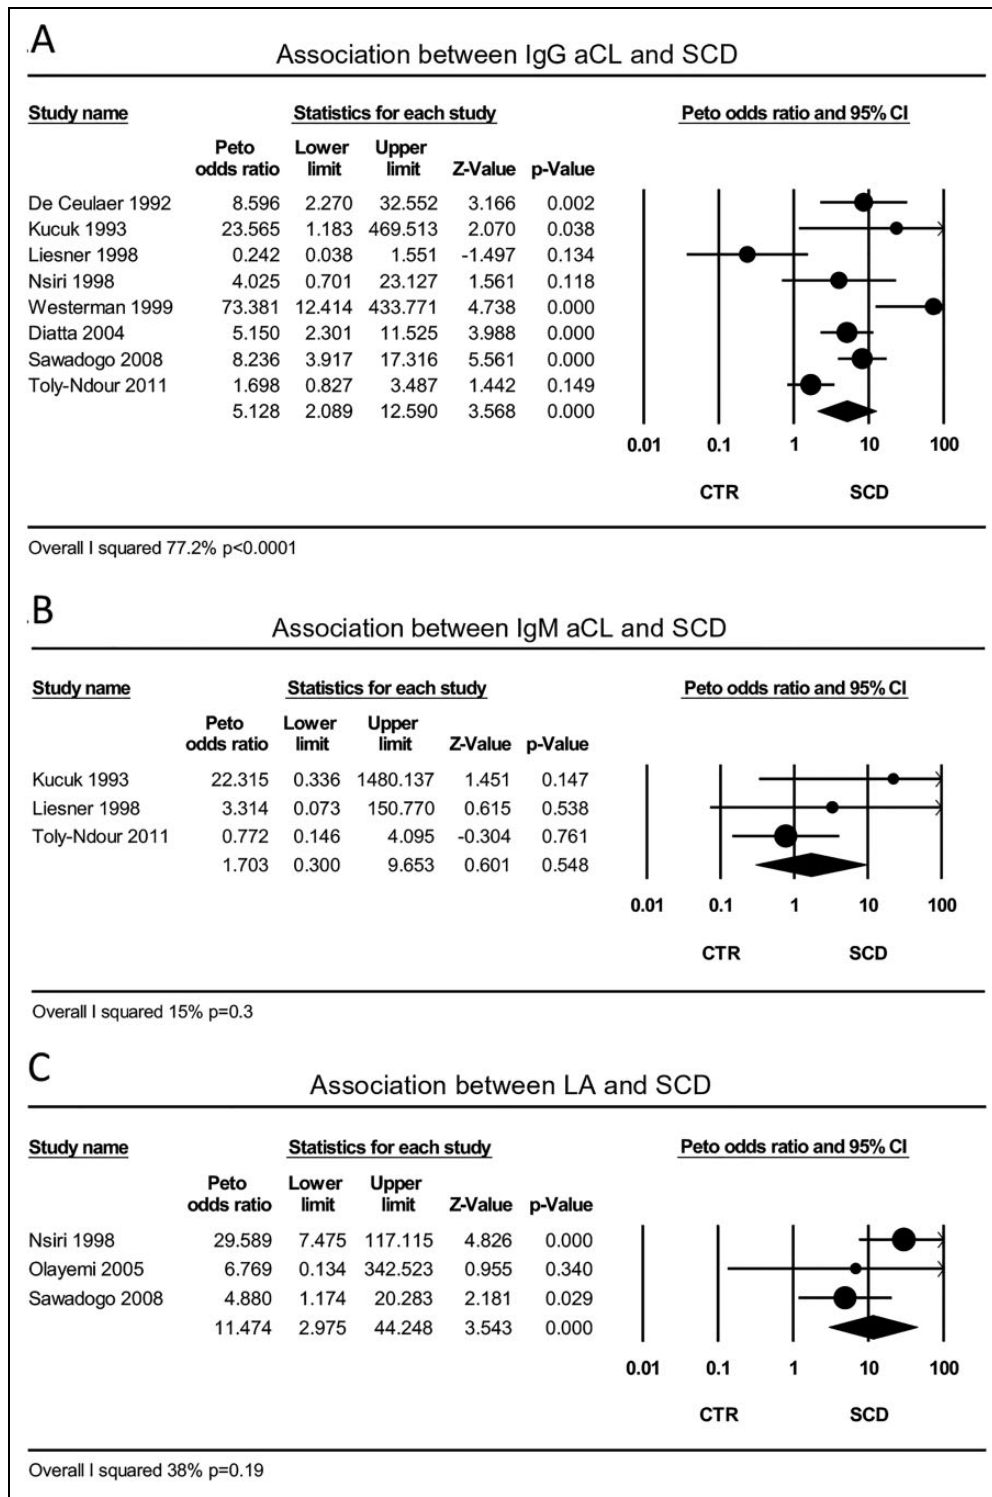 .A
Association between IgG aCL and SCD
Study name Statistics for each study Peto odds ratio and 95% CI
Peto Lower Upper
odds ratio limit limit Z-Value p-Value
De Ceulaer 1992 8.596 2.270 32.552 3.166 0.002
Kucuk 1993 23.565 1.183 469.513 2.070 0.038
Liesner 1998 0.242 0.038 1.551 -1.497 0.134
Nsiri 1998 4.025 0.701 23.127 1.561 0.118
Westerman 1999 73.381 12.414 433.771 4.738 0.000
Diatta 2004 5.150 2.301 11.525 3.988 0.000
Sawadogo 2008 8.236 3.917 17.316 5.561 0.000
Toly-Ndour 2011 1.698 0.827 3.487 1.442 0.149
5.128 2.089 12.590 3.568 0.000
0.01 0.1 1 10 100
CTR SCD
Overall I squared 77.2% p<0.0001
.B
Association between IgM aCL and SCD
Study name Statistics for each study Peto odds ratio and 95% CI
Peto Lower Upper
odds ratio limit limit Z-Value p-Value
Kucuk 1993 22.315 0.336 1480.137 1.451 0.147
Liesner 1998 3.314 0.073 150.770 0.615 0.538
Toly-Ndour 2011 0.772 0.146 4.095 -0.304 0.761
1.703 0.300 9.653 0.601 0.548
0.01 0.1 1 10 100
CTR SCD
Overall I squared 15% p=0.3
C
Association between LA and SCD
Study name Statistics for each study Peto odds ratio and 95% CI
Peto Lower Upper
odds ratio limit limit Z-Value p-Value
Nsiri 1998 29.589 7.475 117.115 4.826 0.000
Olayemi 2005 6.769 0.134 342.523 0.955 0.340
Sawadogo 2008 4.880 1.174 20.283 2.181 0.029
11.474 2.975 44.248 3.543 0.000
0.01 0.1 1 10 100
CTR SCD
Overall I squared 38% p=0.19